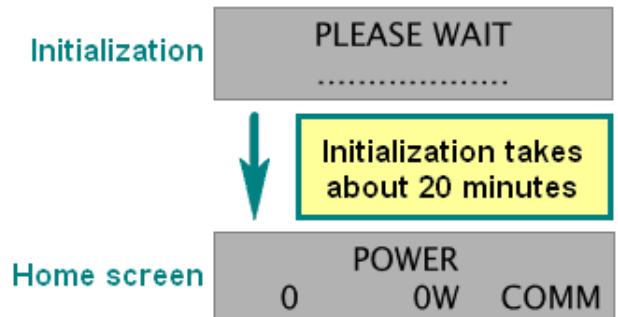 Initialization
PLEASE WAIT
...................
Initialization takes
about 20 minutes
Home screen
POWER
0 0W COMM